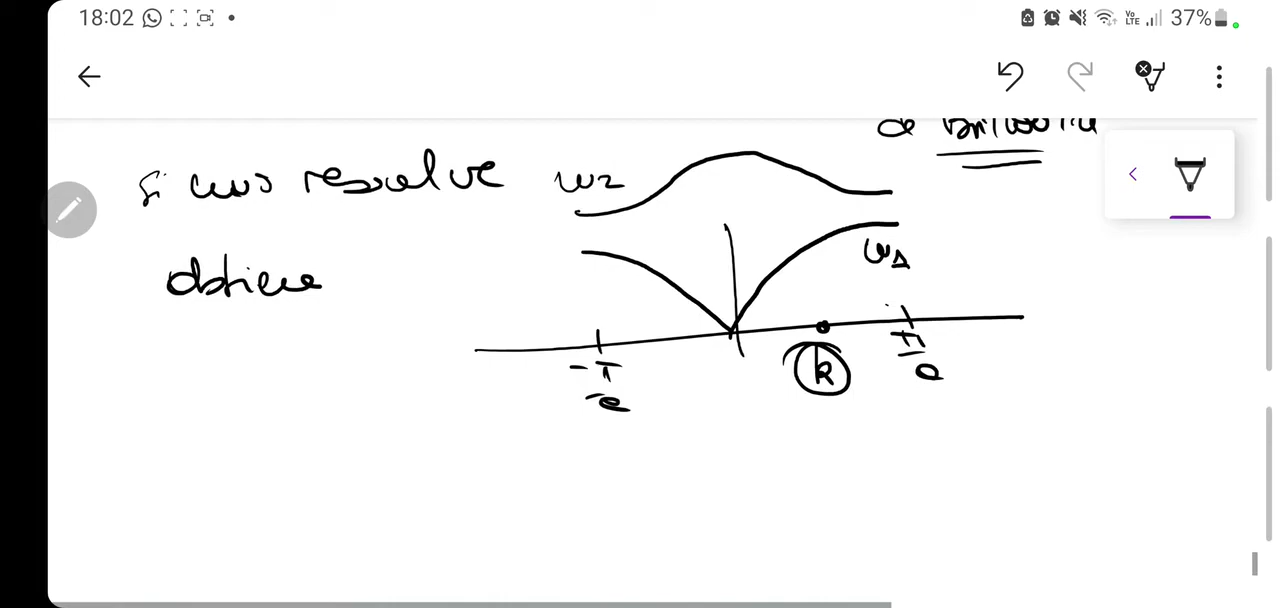 18:02 37%
de Brillouin
si uno resuelve
ω2
obtiene
ω1
-π/a
k
π/a